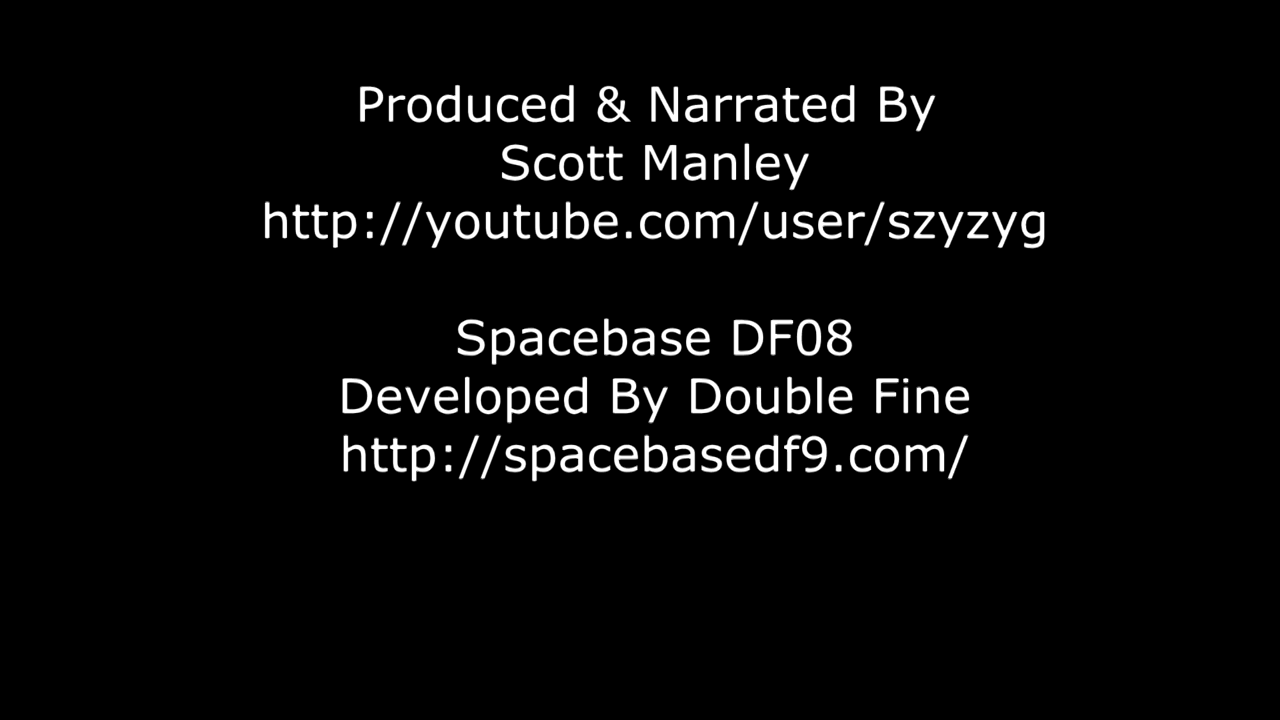 Produced & Narrated By
Scott Manley
http://youtube.com/user/szyzyg
Spacebase DF08
Developed By Double Fine
http://spacebasedf9.com/